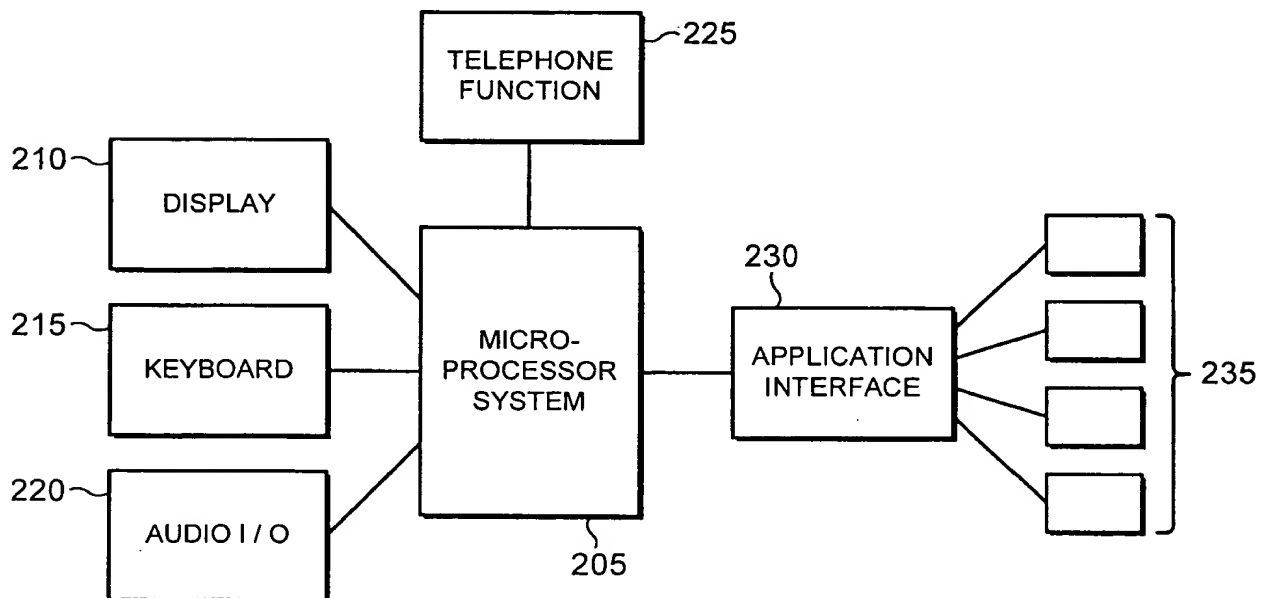 TELEPHONE
FUNCTION
225
210
DISPLAY
215
KEYBOARD
220
AUDIO I / O
MICRO-
PROCESSOR
SYSTEM
205
230
APPLICATION
INTERFACE
235